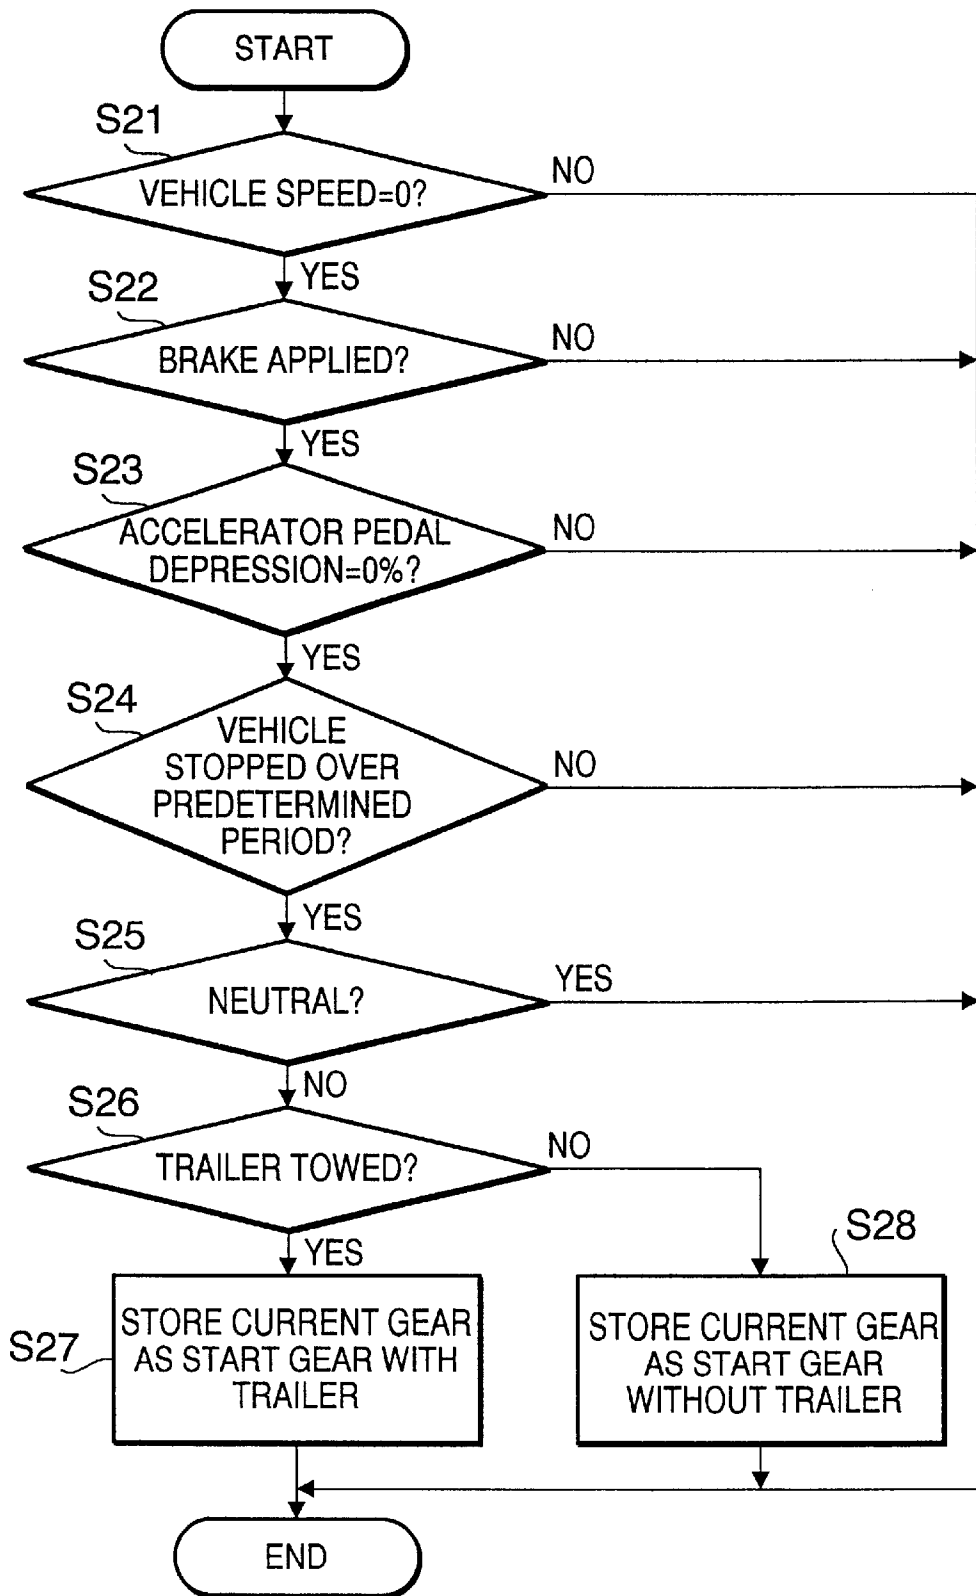 START
S21
VEHICLE SPEED=0?
NO
YES
S22
BRAKE APPLIED?
NO
YES
S23
ACCELERATOR PEDAL
DEPRESSION=0%?
NO
YES
S24
VEHICLE
STOPPED OVER
PREDETERMINED
PERIOD?
NO
YES
S25
NEUTRAL?
YES
NO
S26
TRAILER TOWED?
NO
YES
S27
STORE CURRENT GEAR
AS START GEAR WITH
TRAILER
S28
STORE CURRENT GEAR
AS START GEAR
WITHOUT TRAILER
END